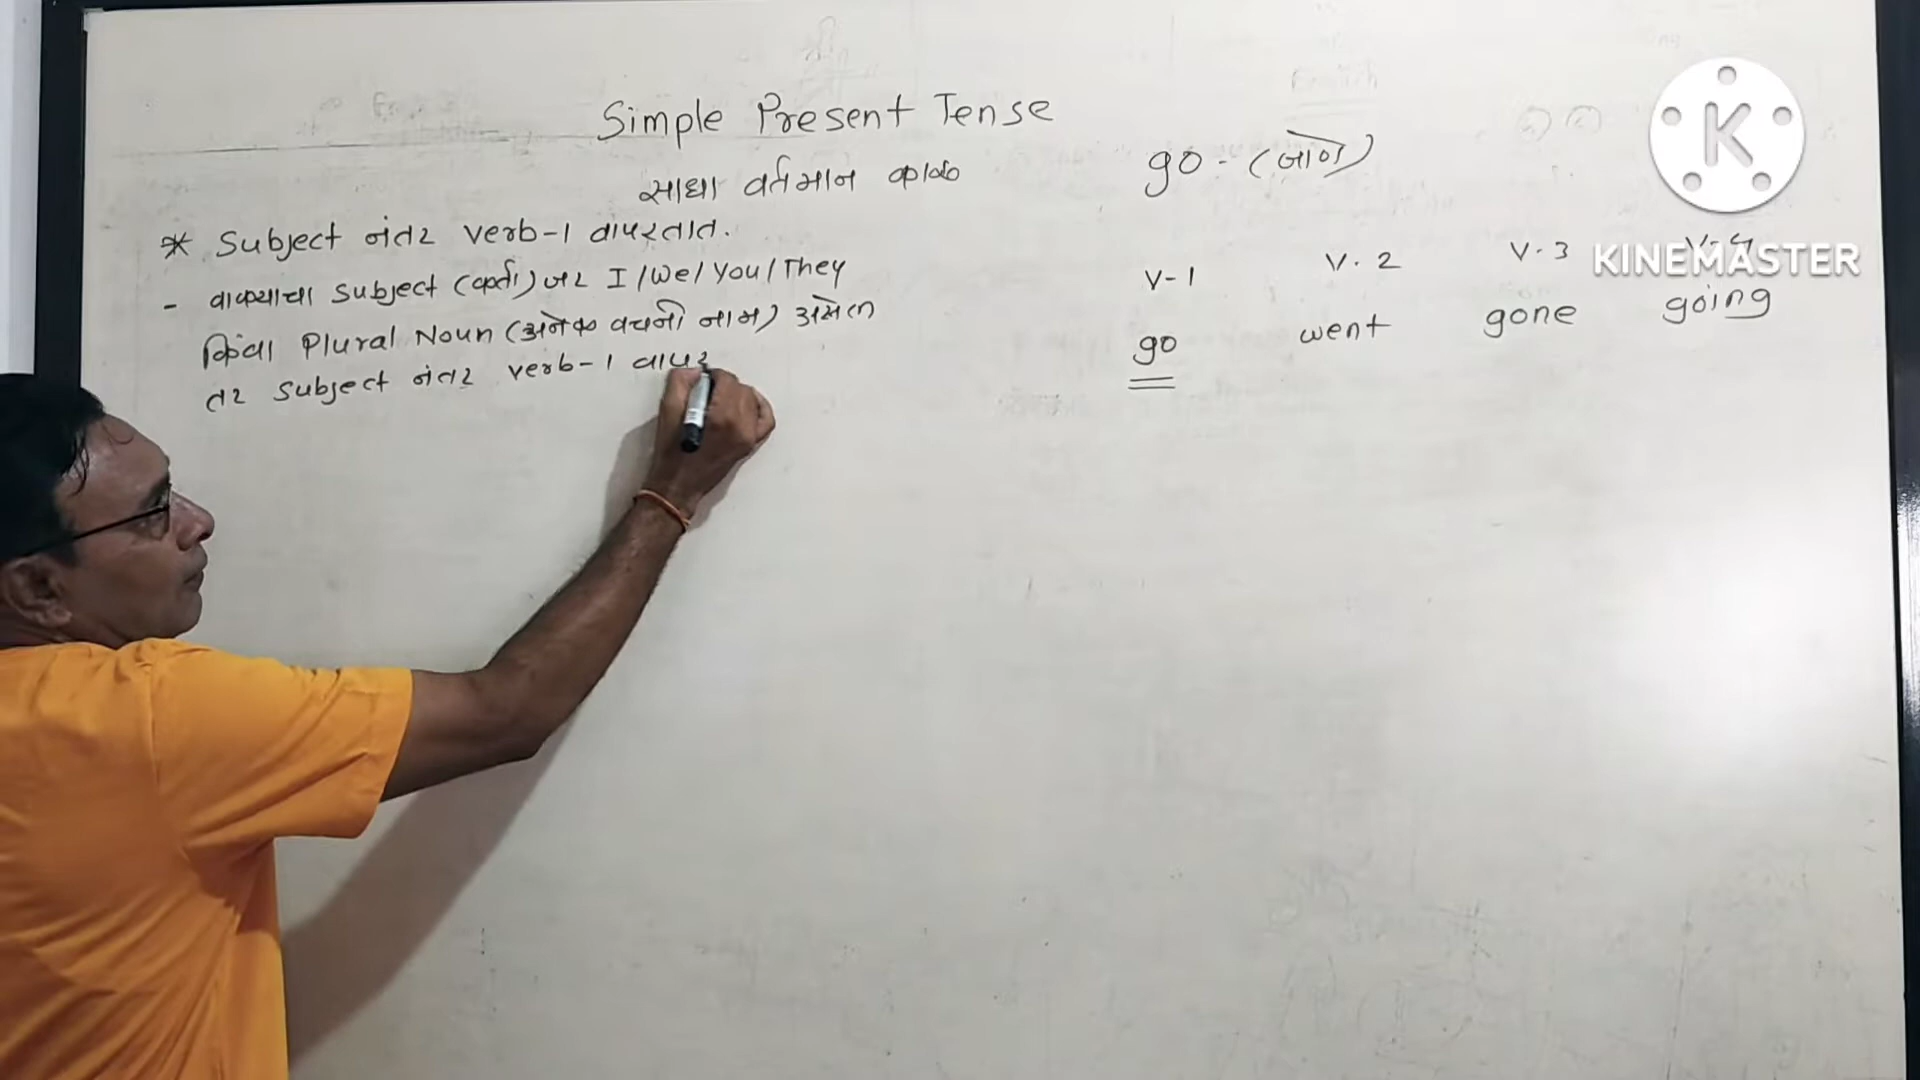 Simple Present Tense
साधा वर्तमान काळ
* Subject नंतर verb-1 वापरतात.
- वाक्याचा subject (कर्ता) जर I/We/You/They
किंवा Plural Noun (अनेक वचनी नाम) असेल
तर subject नंतर verb-1 वापर
go - (जाणे)
V-1 V.2 V.3 V-4
go went gone going
K
KINEMASTER